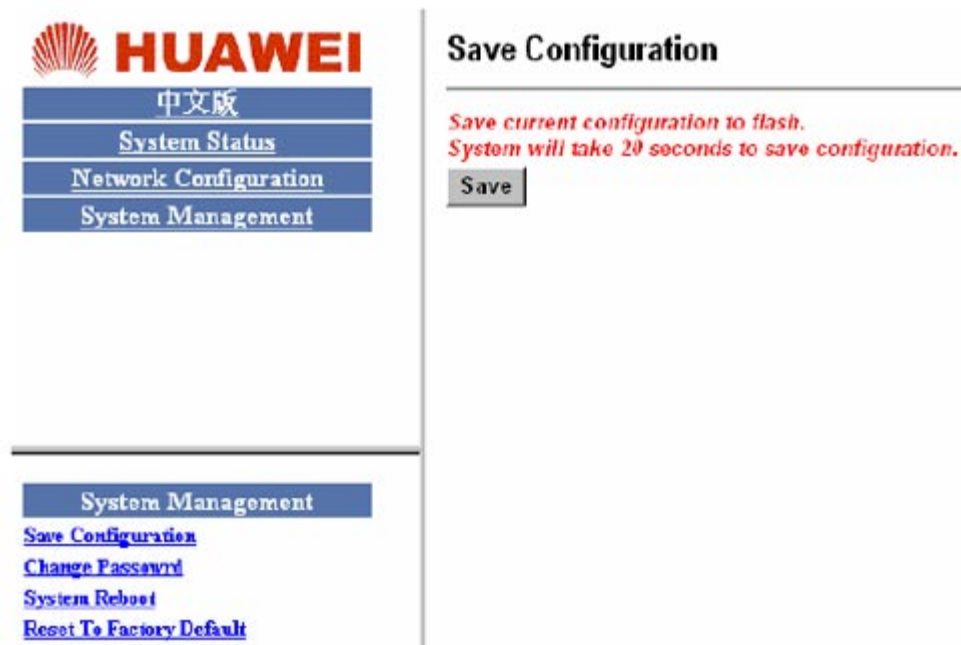 HUAWEI
中文版
System Status
Network Configuration
System Management
System Management
Save Configuration
Change Passowrd
System Reboot
Reset To Factory Default
Save Configuration
Save current configuration to flash.
System will take 20 seconds to save configuration.
Save